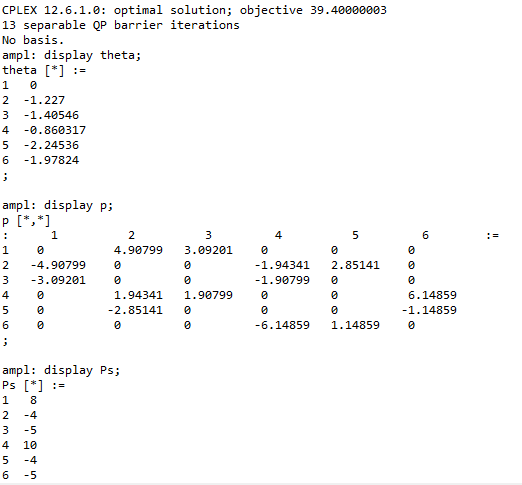 CPLEX 12.6.1.0: optimal solution; objective 39.40000003
13 separable QP barrier iterations
No basis.
ampl: display theta;
theta [*] :=
1   0
2  -1.227
3  -1.40546
4  -0.860317
5  -2.24536
6  -1.97824
;
ampl: display p;
p [*,*]
:      1         2         3         4         5         6       :=
1   0         4.90799   3.09201   0         0         0
2  -4.90799   0         0        -1.94341   2.85141   0
3  -3.09201   0         0        -1.90799   0         0
4   0         1.94341   1.90799   0         0         6.14859
5   0        -2.85141   0         0         0        -1.14859
6   0         0         0        -6.14859   1.14859   0
;
ampl: display Ps;
Ps [*] :=
1   8
2  -4
3  -5
4  10
5  -4
6  -5